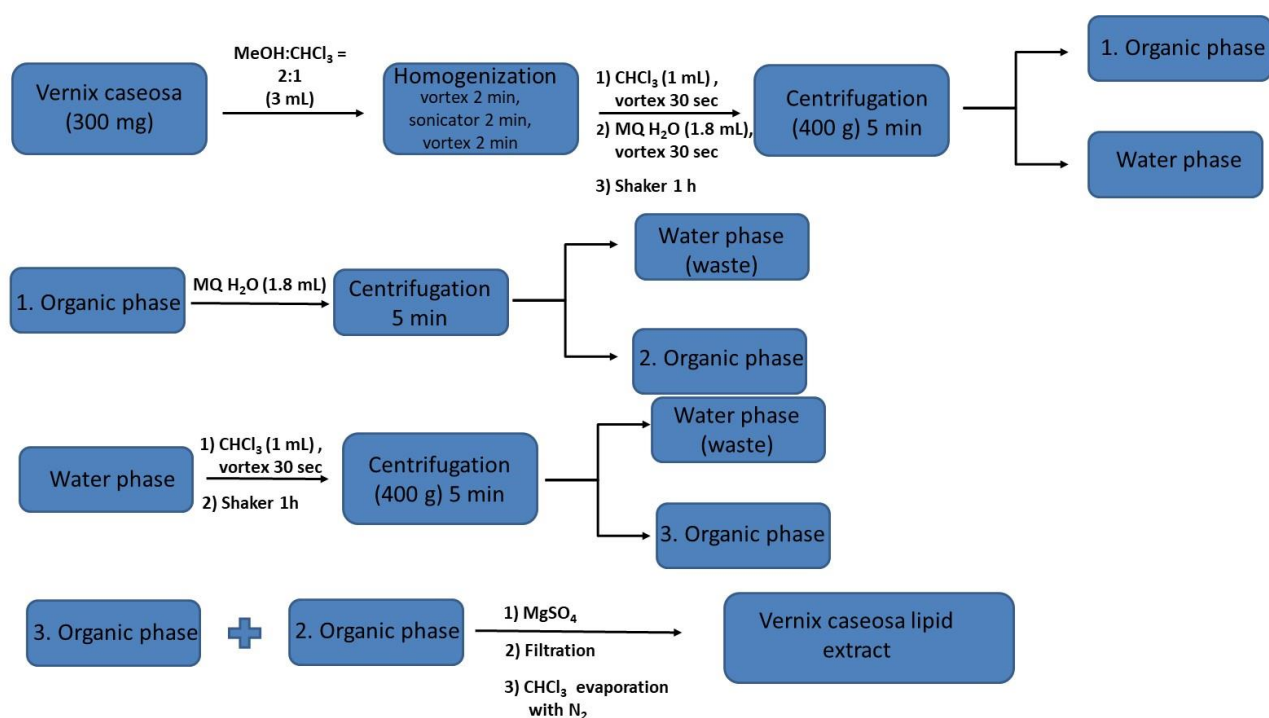 Vernix caseosa
(300 mg)
MeOH:CHCl₃ =
2:1
(3 mL)
Homogenization
vortex 2 min,
sonicator 2 min,
vortex 2 min
1) CHCl₃ (1 mL) ,
vortex 30 sec
2) MQ H₂O (1.8 mL),
vortex 30 sec
3) Shaker 1 h
Centrifugation
(400 g) 5 min
1. Organic phase
Water phase
1. Organic phase
MQ H₂O (1.8 mL)
Centrifugation
5 min
Water phase
(waste)
2. Organic phase
Water phase
1) CHCl₃ (1 mL) ,
vortex 30 sec
2) Shaker 1h
Centrifugation
(400 g) 5 min
Water phase
(waste)
3. Organic phase
3. Organic phase
2. Organic phase
1) MgSO₄
2) Filtration
3) CHCl₃ evaporation
with N₂
Vernix caseosa lipid
extract